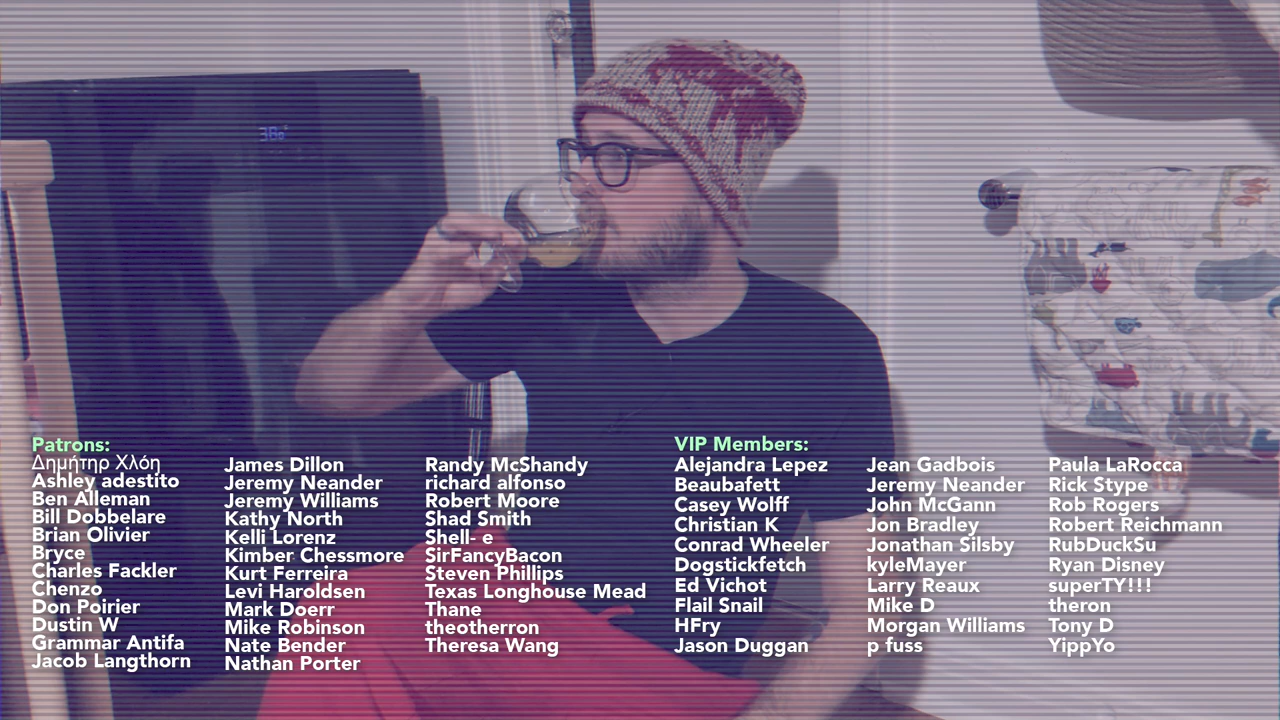 38°
Patrons:
Δημήτηρ Χλόη
Ashley adestito
Ben Alleman
Bill Dobbelare
Brian Olivier
Bryce
Charles Fackler
Chenzo
Don Poirier
Dustin W
Grammar Antifa
Jacob Langthorn
James Dillon
Jeremy Neander
Jeremy Williams
Kathy North
Kelli Lorenz
Kimber Chessmore
Kurt Ferreira
Levi Haroldsen
Mark Doerr
Mike Robinson
Nate Bender
Nathan Porter
Randy McShandy
richard alfonso
Robert Moore
Shad Smith
Shell- e
SirFancyBacon
Steven Phillips
Texas Longhouse Mead
Thane
theotherron
Theresa Wang
VIP Members:
Alejandra Lepez
Beaubafett
Casey Wolff
Christian K
Conrad Wheeler
Dogstickfetch
Ed Vichot
Flail Snail
HFry
Jason Duggan
Jean Gadbois
Jeremy Neander
John McGann
Jon Bradley
Jonathan Silsby
kyleMayer
Larry Reaux
Mike D
Morgan Williams
p fuss
Paula LaRocca
Rick Stype
Rob Rogers
Robert Reichmann
RubDuckSu
Ryan Disney
superTY!!!
theron
Tony D
YippYo